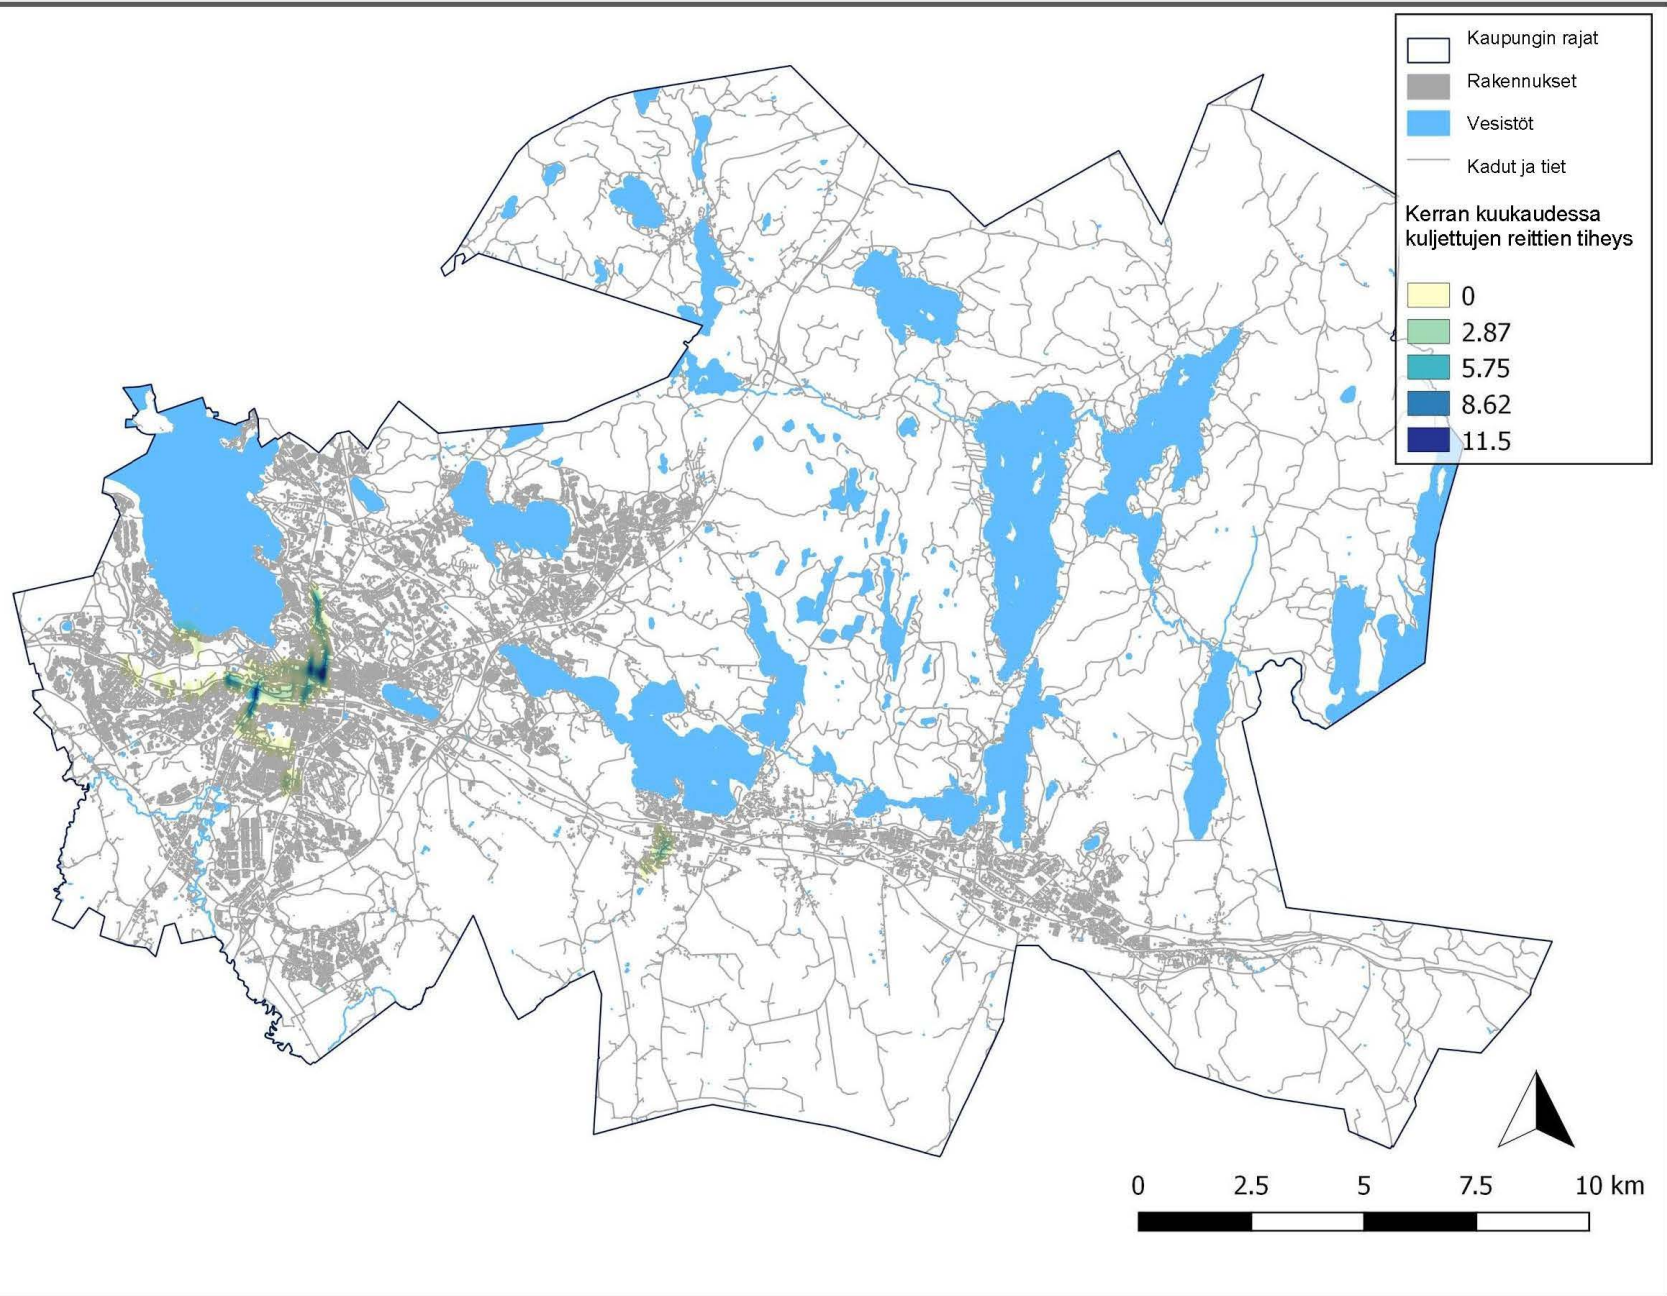 Kaupungin rajat
Rakennukset
Vesistöt
Kadut ja tiet
Kerran kuukaudessa
kuljettujen reittien tiheys
0
2.87
5.75
8.62
11.5
0 2.5 5 7.5 10 km